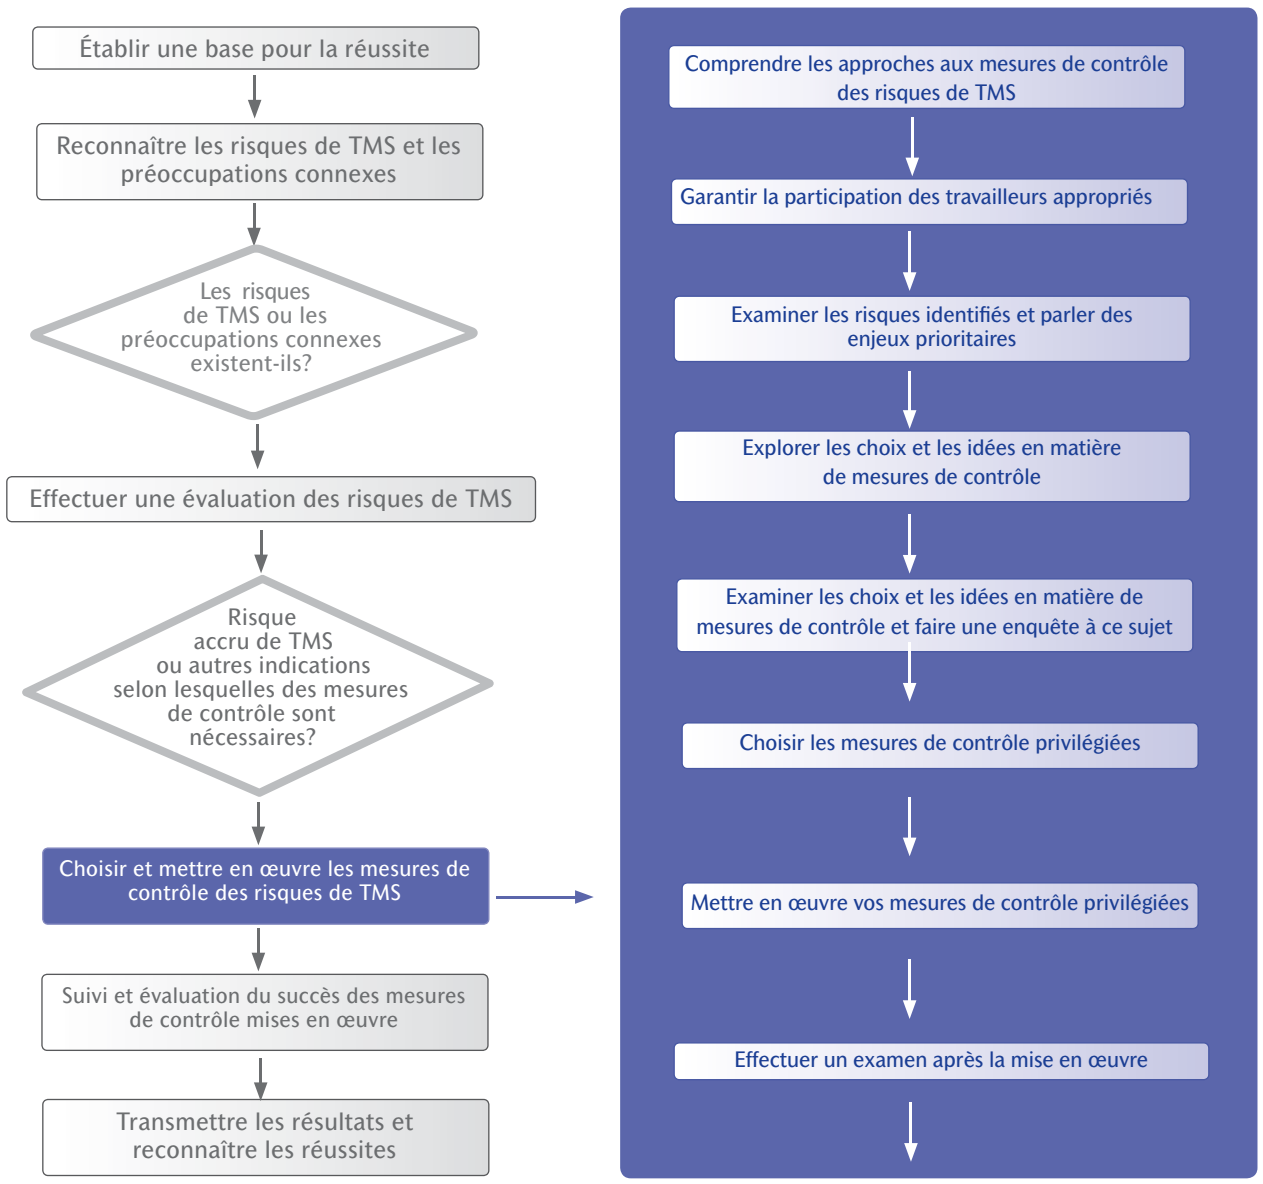 Établir une base pour la réussite
Reconnaître les risques de TMS et les
préoccupations connexes
Les risques
de TMS ou les
préoccupations connexes
existent-ils?
Effectuer une évaluation des risques de TMS
Risque
accru de TMS
ou autres indications
selon lesquelles des mesures
de contrôle sont
nécessaires?
Choisir et mettre en œuvre les mesures de
contrôle des risques de TMS
Suivi et évaluation du succès des mesures
de contrôle mises en œuvre
Transmettre les résultats et
reconnaître les réussites
Comprendre les approches aux mesures de contrôle
des risques de TMS
Garantir la participation des travailleurs appropriés
Examiner les risques identifiés et parler des
enjeux prioritaires
Explorer les choix et les idées en matière
de mesures de contrôle
Examiner les choix et les idées en matière de
mesures de contrôle et faire une enquête à ce sujet
Choisir les mesures de contrôle privilégiées
Mettre en œuvre vos mesures de contrôle privilégiées
Effectuer un examen après la mise en œuvre